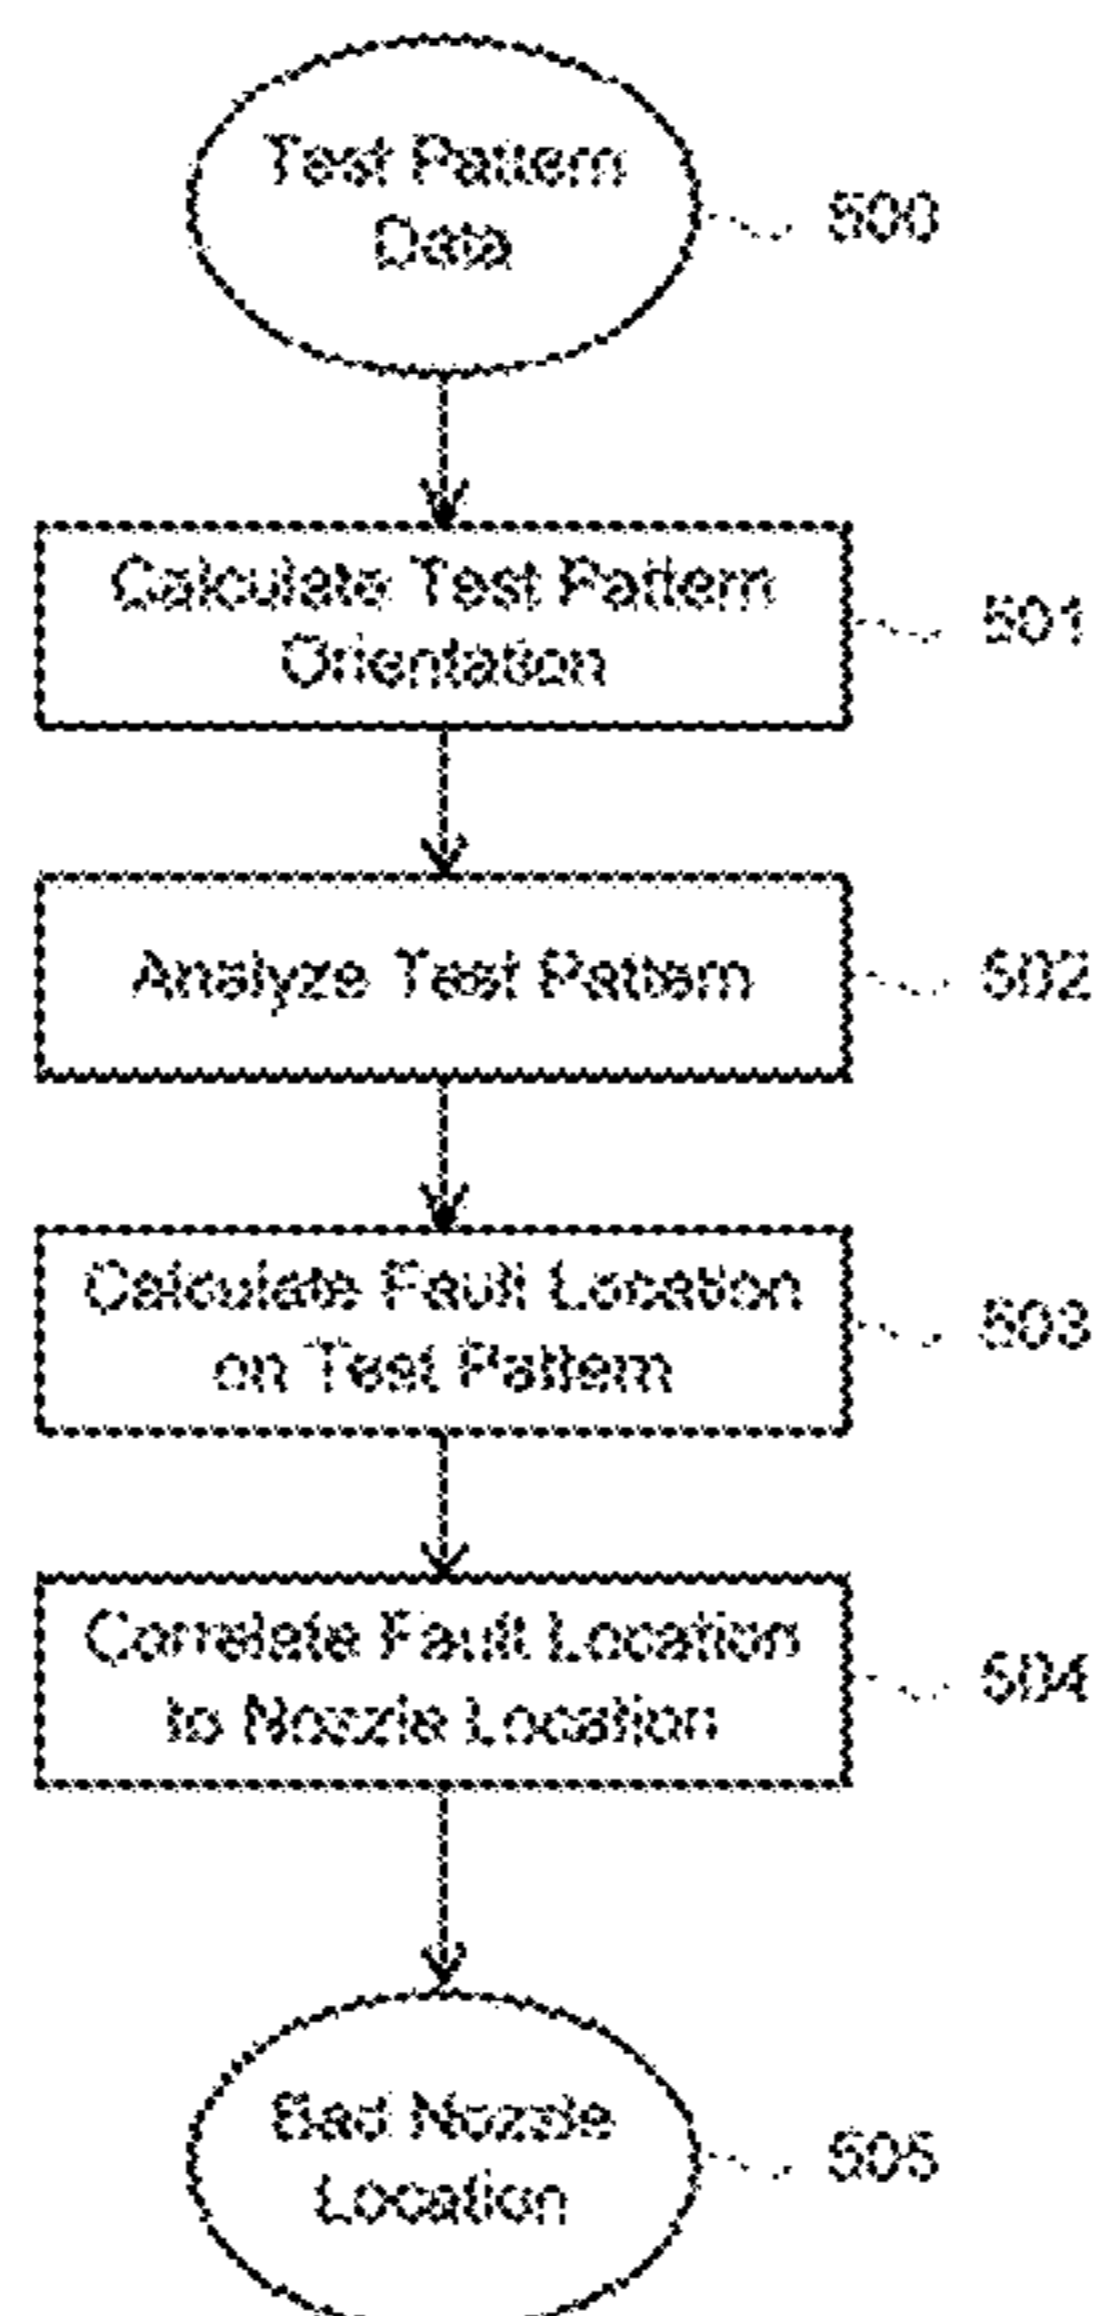 Test Pattern
Data
500
Calculate Test Pattern
Orientation
501
Analyze Test Pattern
502
Calculate Fault Location
on Test Pattern
503
Correlate Fault Location
to Nozzle Location
504
Bad Nozzle
Location
505